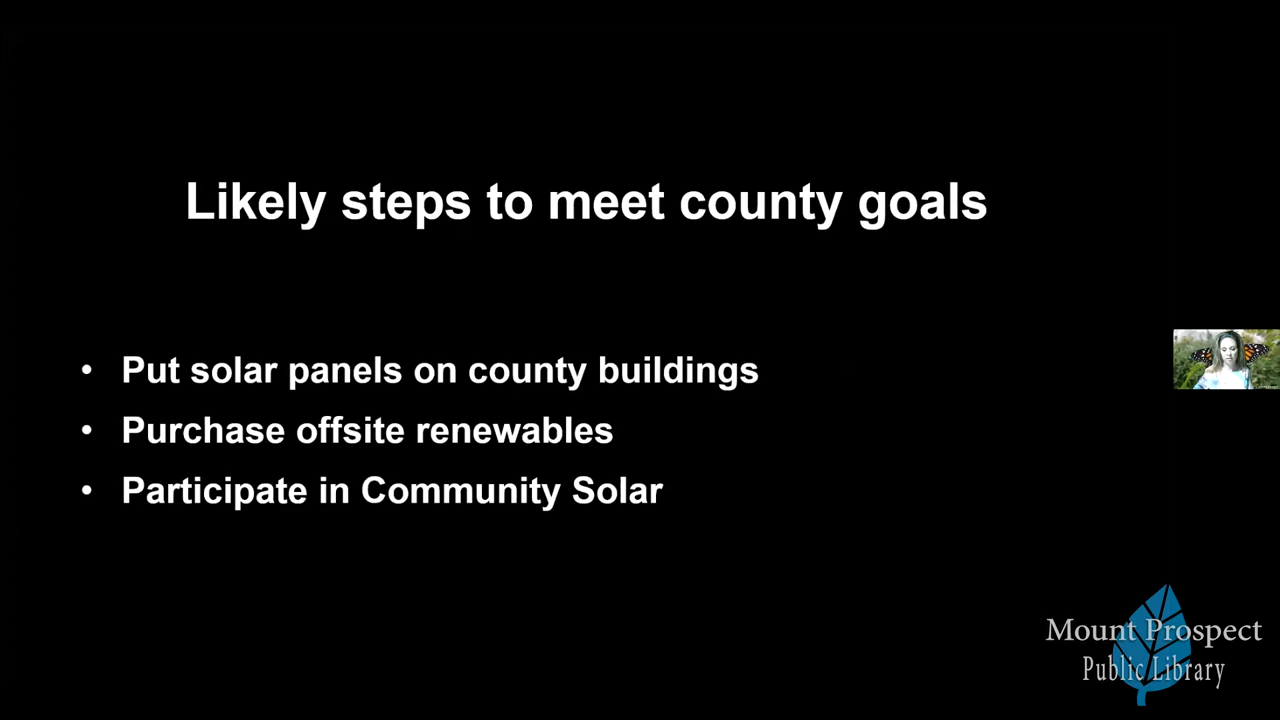 Likely steps to meet county goals
• Put solar panels on county buildings
• Purchase offsite renewables
• Participate in Community Solar
Mount Prospect
Public Library